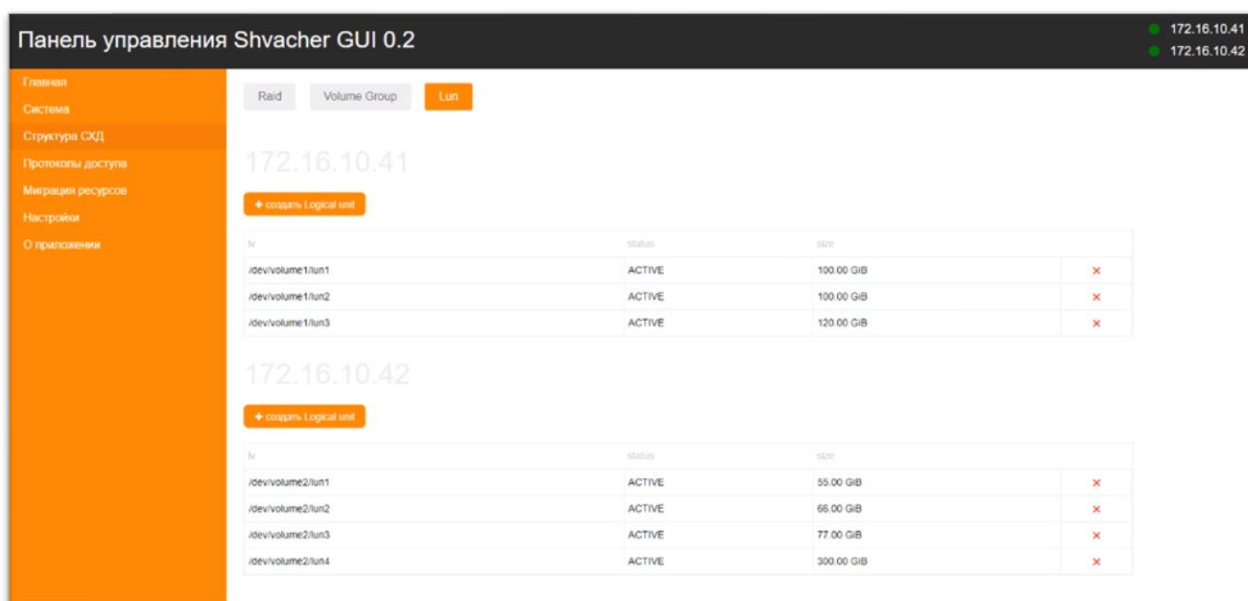 Панель управления Shvacher GUI 0.2
172.16.10.41
172.16.10.42
Главная
Система
Структура СХД
Протоколы доступа
Миграция ресурсов
Настройки
О приложении
Raid Volume Group Lun
172.16.10.41
+ создать Logical unit
lv status size
/dev/volume1/lun1 ACTIVE 100.00 GiB ×
/dev/volume1/lun2 ACTIVE 100.00 GiB ×
/dev/volume1/lun3 ACTIVE 120.00 GiB ×
172.16.10.42
+ создать Logical unit
lv status size
/dev/volume2/lun1 ACTIVE 55.00 GiB ×
/dev/volume2/lun2 ACTIVE 66.00 GiB ×
/dev/volume2/lun3 ACTIVE 77.00 GiB ×
/dev/volume2/lun4 ACTIVE 300.00 GiB ×